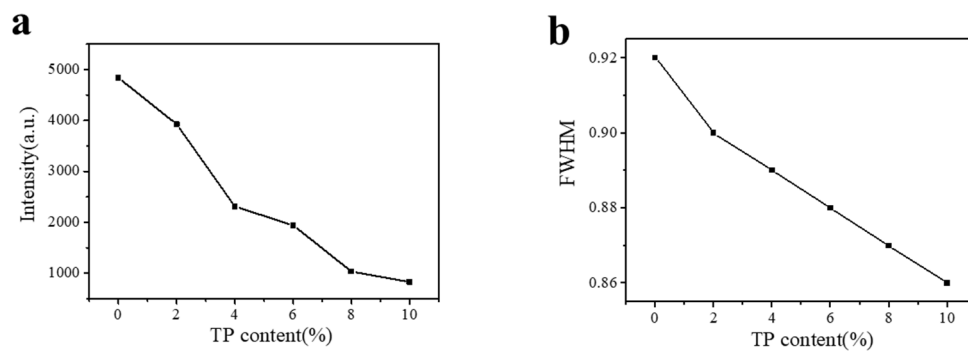 a
5000
4000
3000
2000
1000
Intensity(a.u.)
0 2 4 6 8 10
TP content(%)
b
0.92
0.90
0.88
0.86
FWHM
0 2 4 6 8 10
TP content(%)